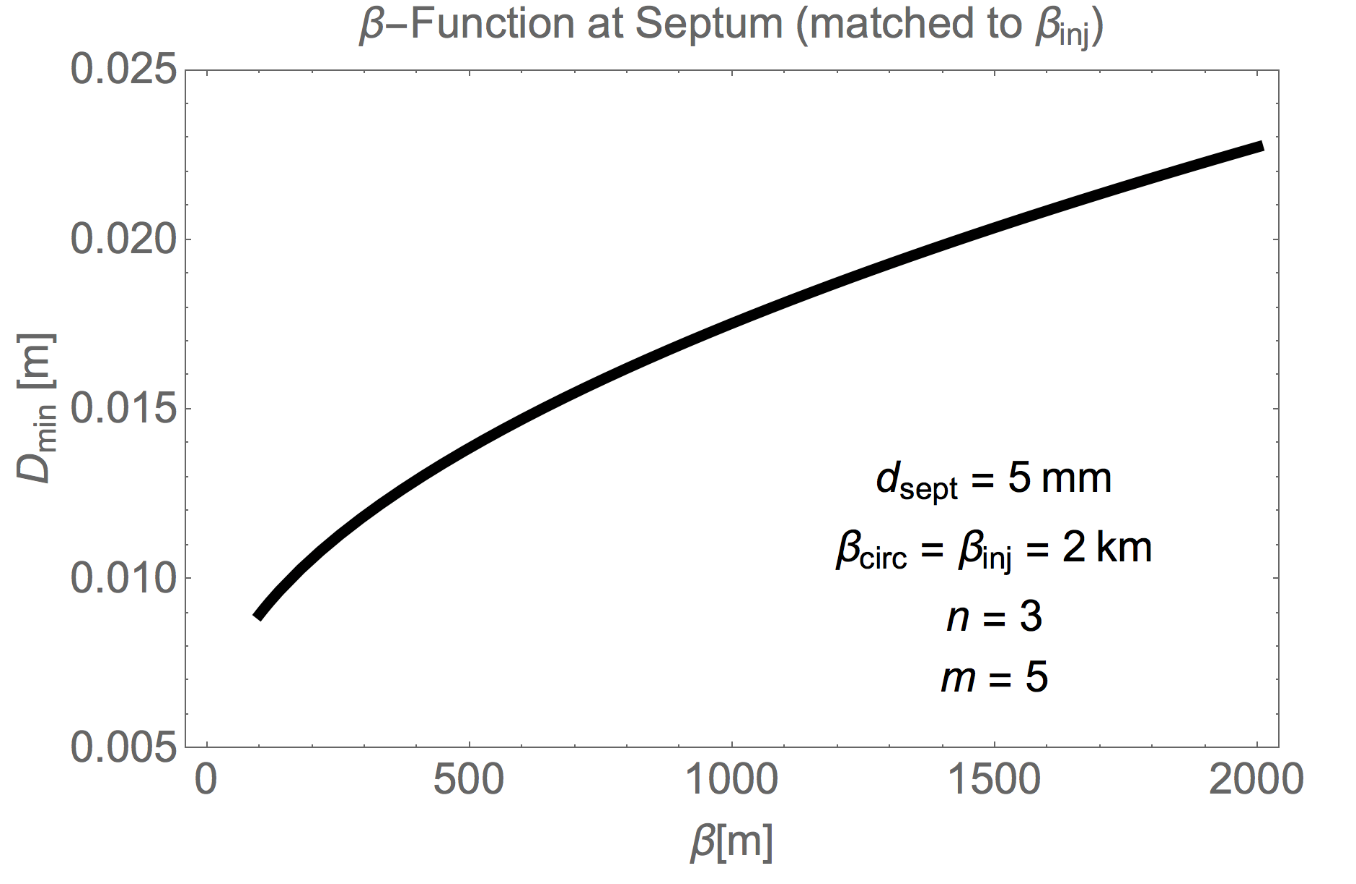 β–Function at Septum (matched to βinj)
0.025
0.020
0.015
0.010
0.005
Dmin [m]
dsept = 5 mm
βcirc = βinj = 2 km
n = 3
m = 5
0 500 1000 1500 2000
β[m]